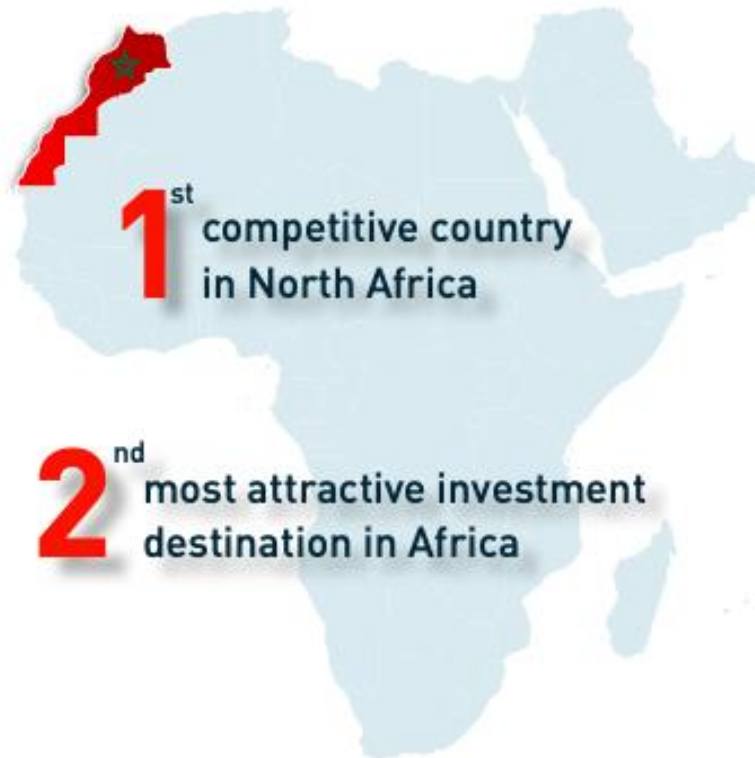 1st competitive country
in North Africa
2nd most attractive investment
destination in Africa